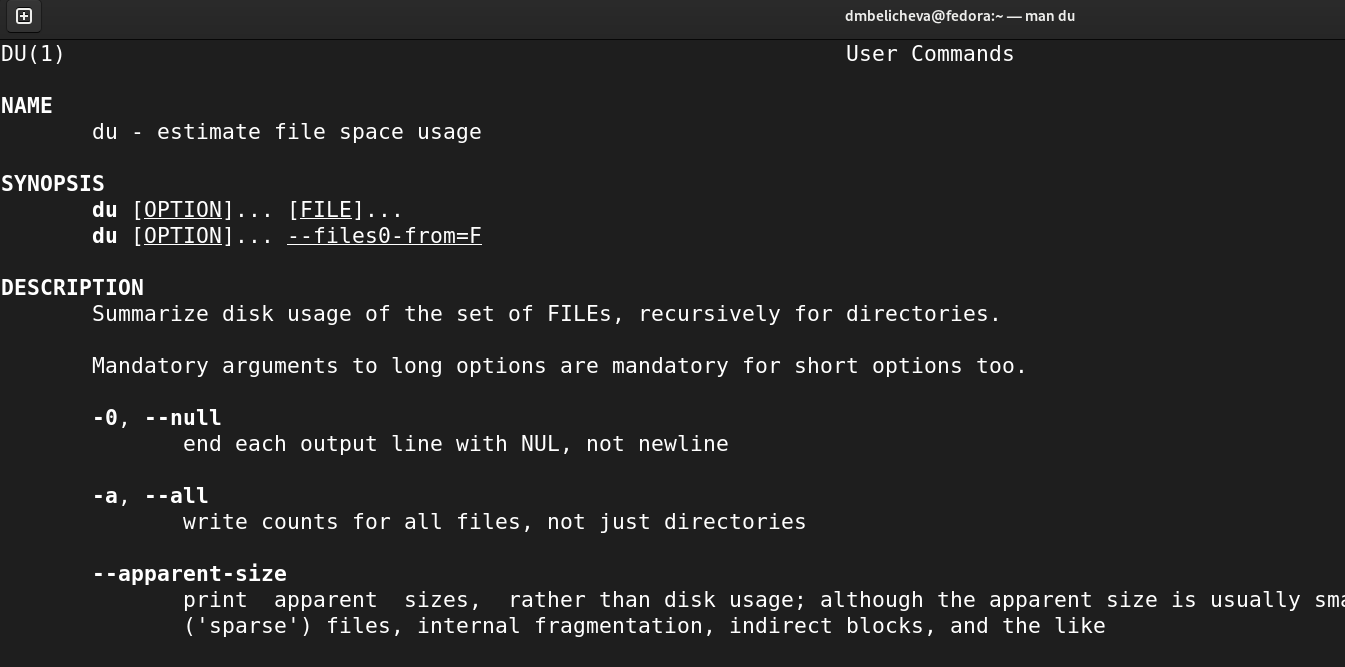 dmbelicheva@fedora:~ — man du
DU(1) User Commands
NAME
du - estimate file space usage
SYNOPSIS
du [OPTION]... [FILE]...
du [OPTION]... --files0-from=F
DESCRIPTION
Summarize disk usage of the set of FILEs, recursively for directories.
Mandatory arguments to long options are mandatory for short options too.
-0, --null
end each output line with NUL, not newline
-a, --all
write counts for all files, not just directories
--apparent-size
print apparent sizes, rather than disk usage; although the apparent size is usually
('sparse') files, internal fragmentation, indirect blocks, and the like